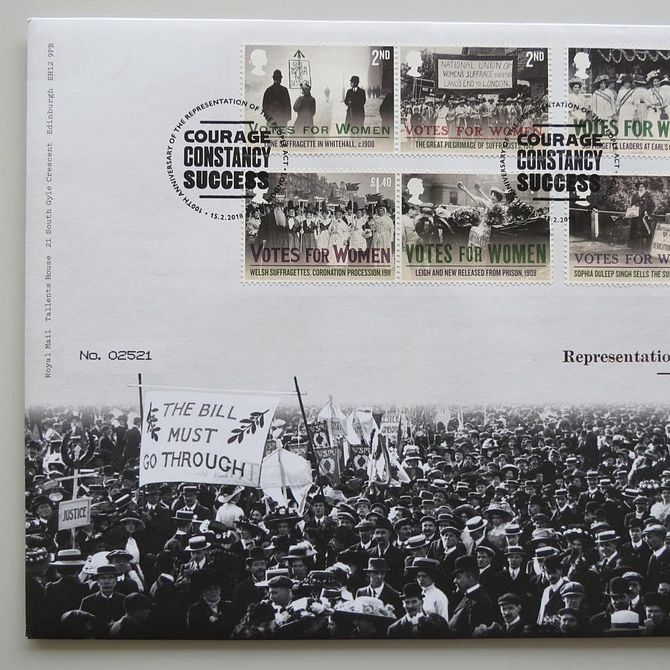 Royal Mail Tallents House 21 South Gyle Crescent Edinburgh EH12 9PB
2ND
VOTES FOR WOMEN
NE SUFFRAGETTE IN WHITEHALL, c.1908
NATIONAL UNION OF
WOMEN'S SUFFRAGE
LANDS END TO LONDON.
2ND
VOTES FOR WOMEN
THE GREAT PILGRIMAGE OF SUFFR
VOTES FOR W
LEADERS AT EARL'S
100TH ANNIVERSARY OF THE REPRESENTATION OF THE PEOPLE ACT
COURAGE
CONSTANCY
SUCCESS
15.2.2018
COURAGE
CONSTANCY
SUCCESS
£1.40
VOTES FOR WOMEN
WELSH SUFFRAGETTES, CORONATION PROCESSION, 1911
VOTES FOR WOMEN
LEIGH AND NEW RELEASED FROM PRISON, 1908
VOTES FOR W
SOPHIA DULEEP SINGH SELLS THE SU
No. 02521
Representatio
THE BILL
MUST
GO THROUGH
JUSTICE